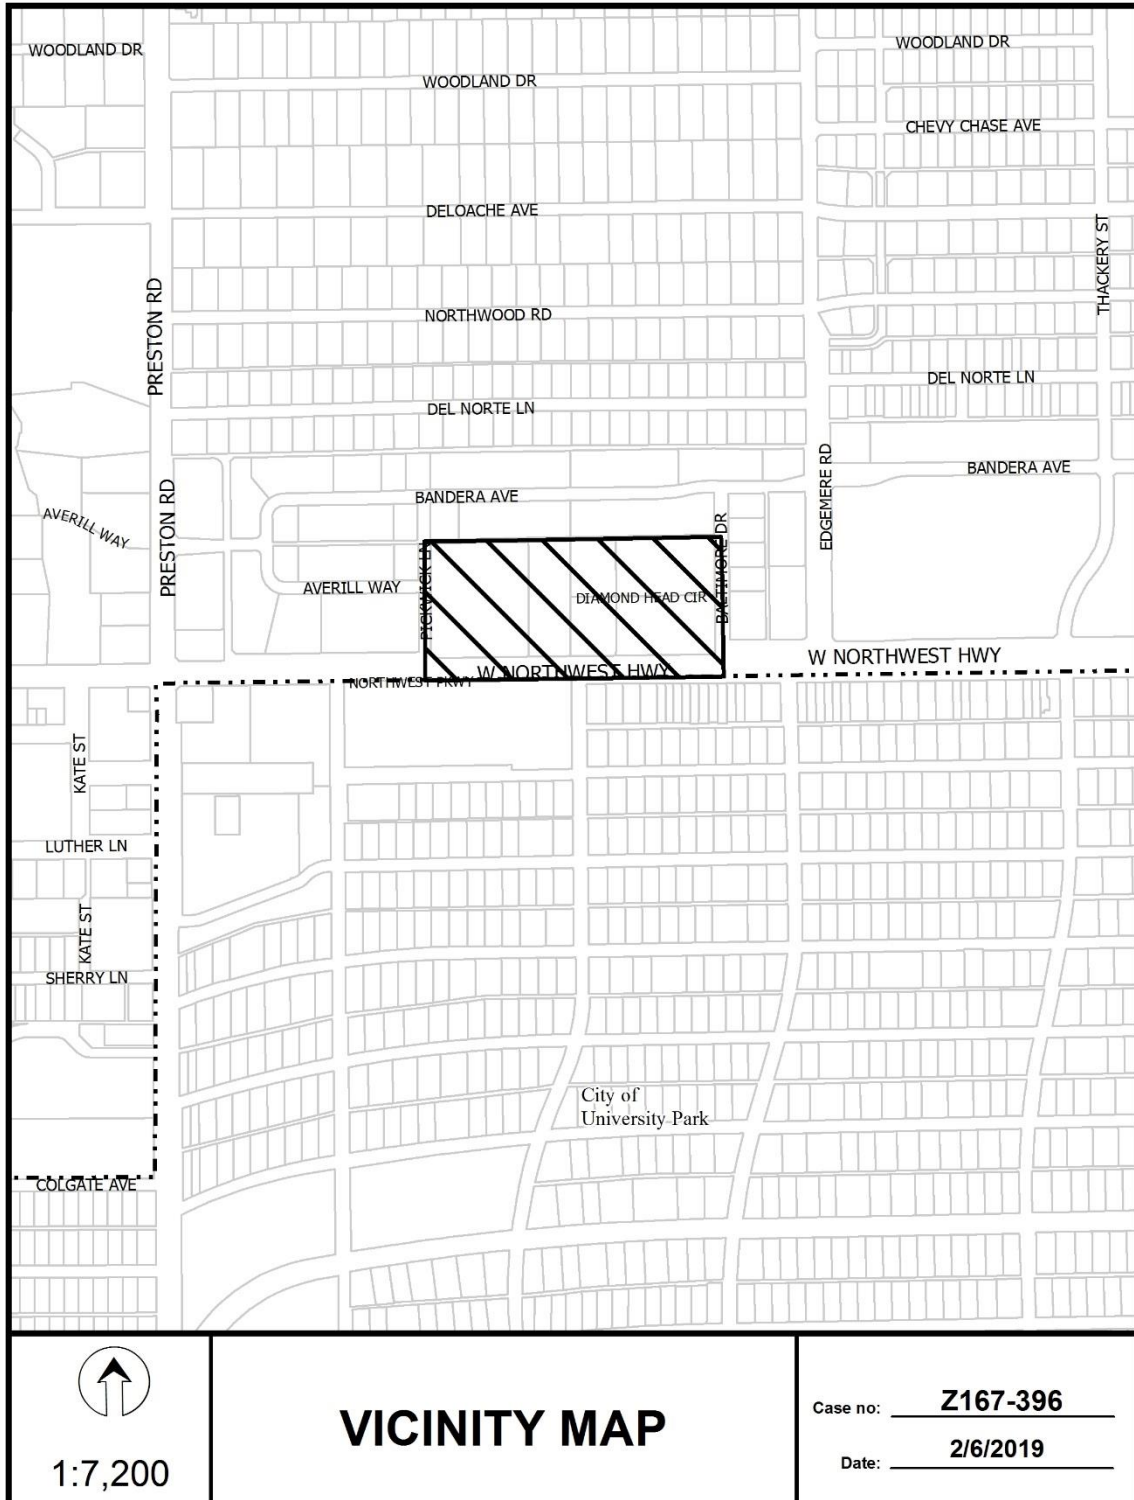 WOODLAND DR
WOODLAND DR
WOODLAND DR
CHEVY CHASE AVE
DELOACHE AVE
THACKERY ST
PRESTON RD
NORTHWOOD RD
DEL NORTE LN
DEL NORTE LN
EDGEMERE RD
BANDERA AVE
BANDERA AVE
PRESTON RD
AVERILL WAY
AVERILL WAY
PICKWICK LN
DIAMOND HEAD CIR
BALTIMORE DR
W NORTHWEST HWY
W NORTHWEST HWY
NORTHWEST PKWY
KATE ST
LUTHER LN
KATE ST
SHERRY LN
City of
University Park
COLGATE AVE
1:7,200
VICINITY MAP
Case no: Z167-396
Date: 2/6/2019